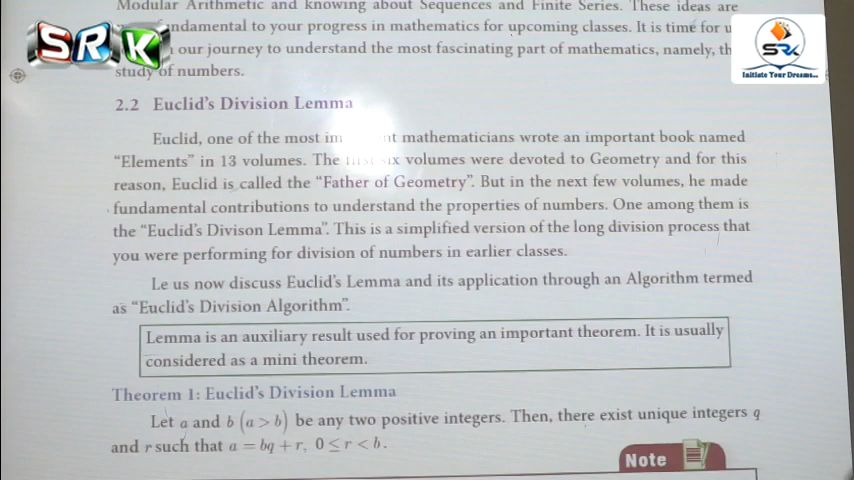 Modular Arithmetic and knowing about Sequences and Finite Series. These ideas are
fundamental to your progress in mathematics for upcoming classes. It is time for
our journey to understand the most fascinating part of mathematics, namely,
study of numbers.
SRK
SRK
Initiate Your Dreams...
2.2 Euclid's Division Lemma
Euclid, one of the most mathematicians wrote an important book named
“Elements” in 13 volumes. The first six volumes were devoted to Geometry and for this
reason, Euclid is called the “Father of Geometry”. But in the next few volumes, he made
fundamental contributions to understand the properties of numbers. One among them is
the “Euclid's Divison Lemma”. This is a simplified version of the long division process that
you were performing for division of numbers in earlier classes.
Le us now discuss Euclid's Lemma and its application through an Algorithm termed
as “Euclid's Division Algorithm”.
Lemma is an auxiliary result used for proving an important theorem. It is usually
considered as a mini theorem.
Theorem 1: Euclid's Division Lemma
Let a and b (a > b) be any two positive integers. Then, there exist unique integers q
and r such that a = bq + r, 0 ≤ r < b.
Note